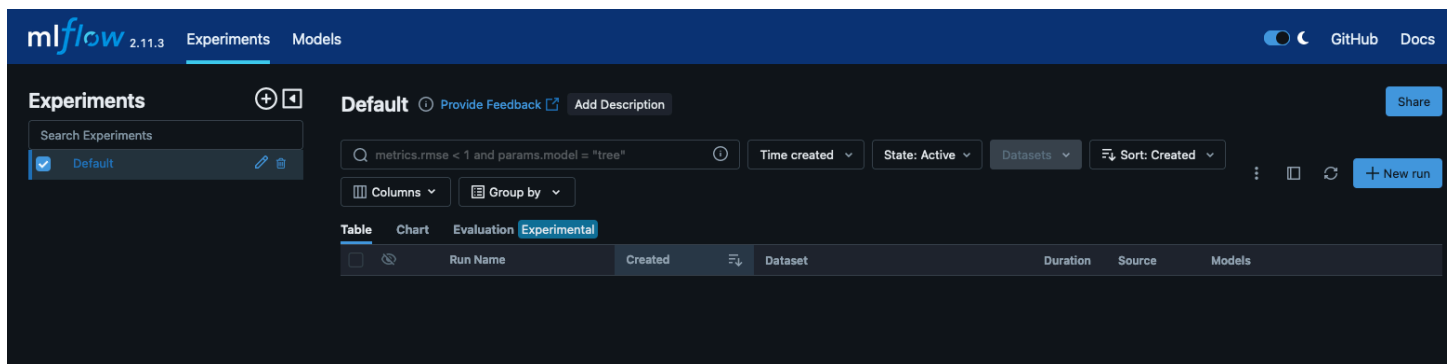 mlflow 2.11.3 Experiments Models GitHub Docs
Experiments
Search Experiments
Default
Default Provide Feedback Add Description Share
metrics.rmse < 1 and params.model = "tree" Time created State: Active Datasets Sort: Created
+ New run
Columns Group by
Table Chart Evaluation Experimental
Run Name Created Dataset Duration Source Models